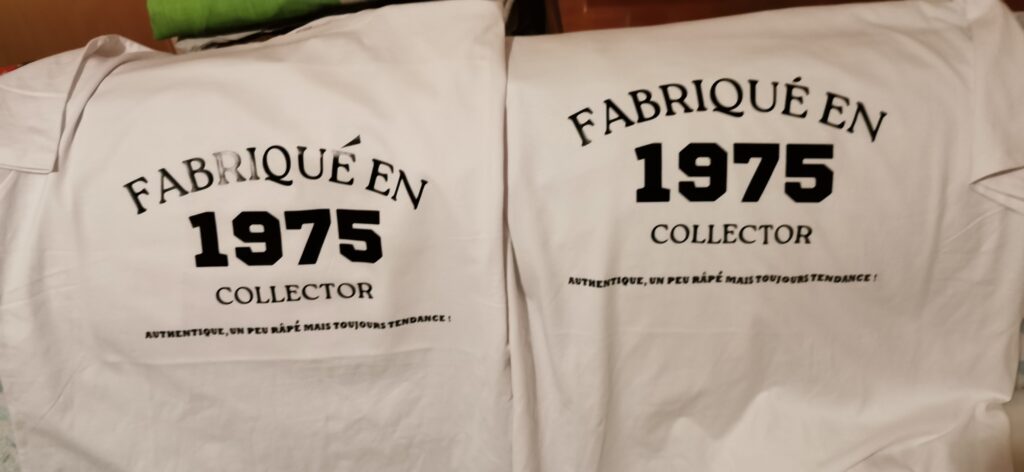 FABRIQUÉ EN
1975
COLLECTOR
AUTHENTIQUE, UN PEU RÂPÉ MAIS TOUJOURS TENDANCE !
FABRIQUÉ EN
1975
COLLECTOR
AUTHENTIQUE, UN PEU RÂPÉ MAIS TOUJOURS TENDANCE !